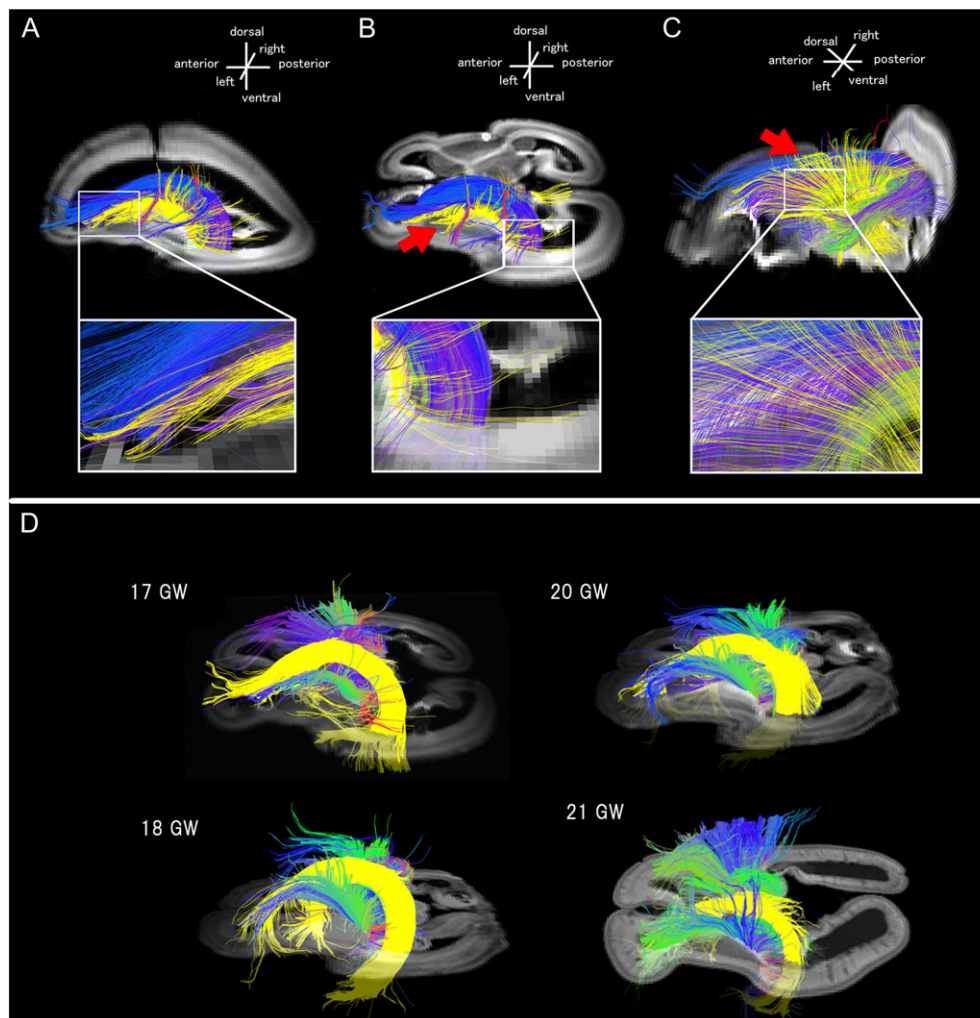 A
dorsal
right
anterior
posterior
left
ventral
B
dorsal
right
anterior
posterior
left
ventral
C
dorsal
right
anterior
posterior
left
ventral
D
17 GW
20 GW
18 GW
21 GW